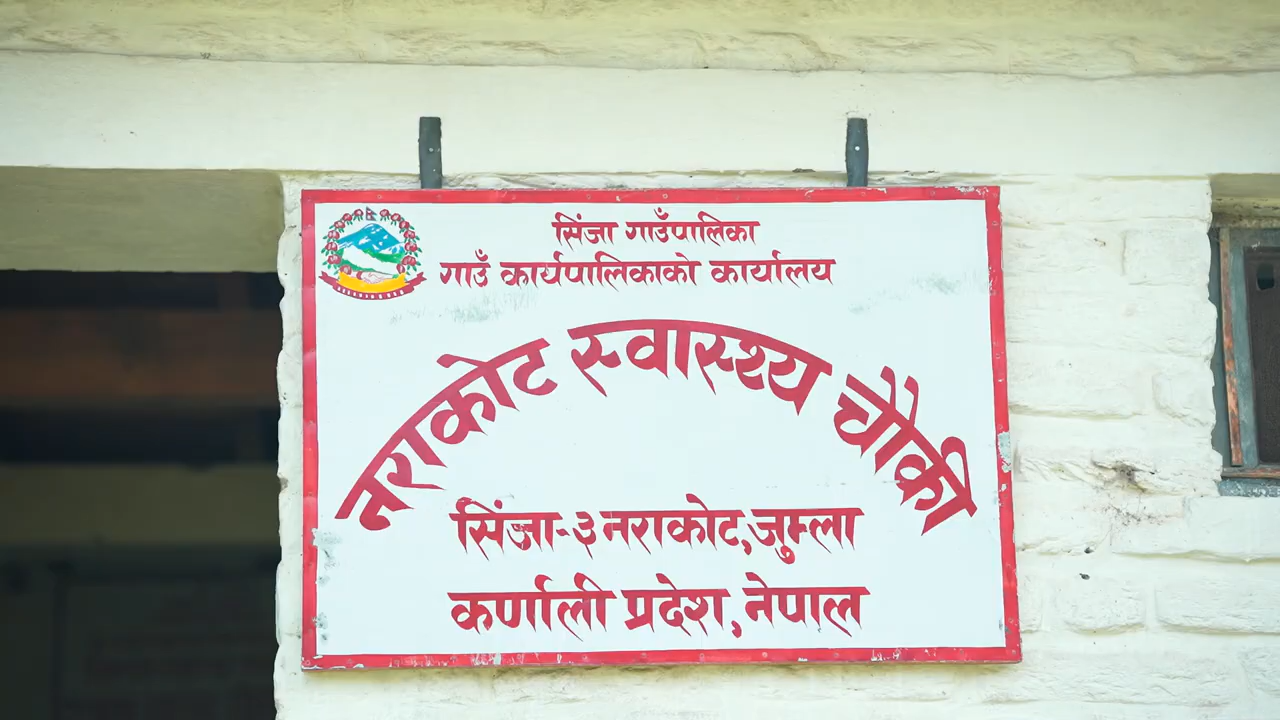 सिंजा गाउँपालिका
गाउँ कार्यपालिकाको कार्यालय
नराकोट स्वास्थ्य चौकी
सिंजा-३ नराकोट, जुम्ला
कर्णाली प्रदेश, नेपाल